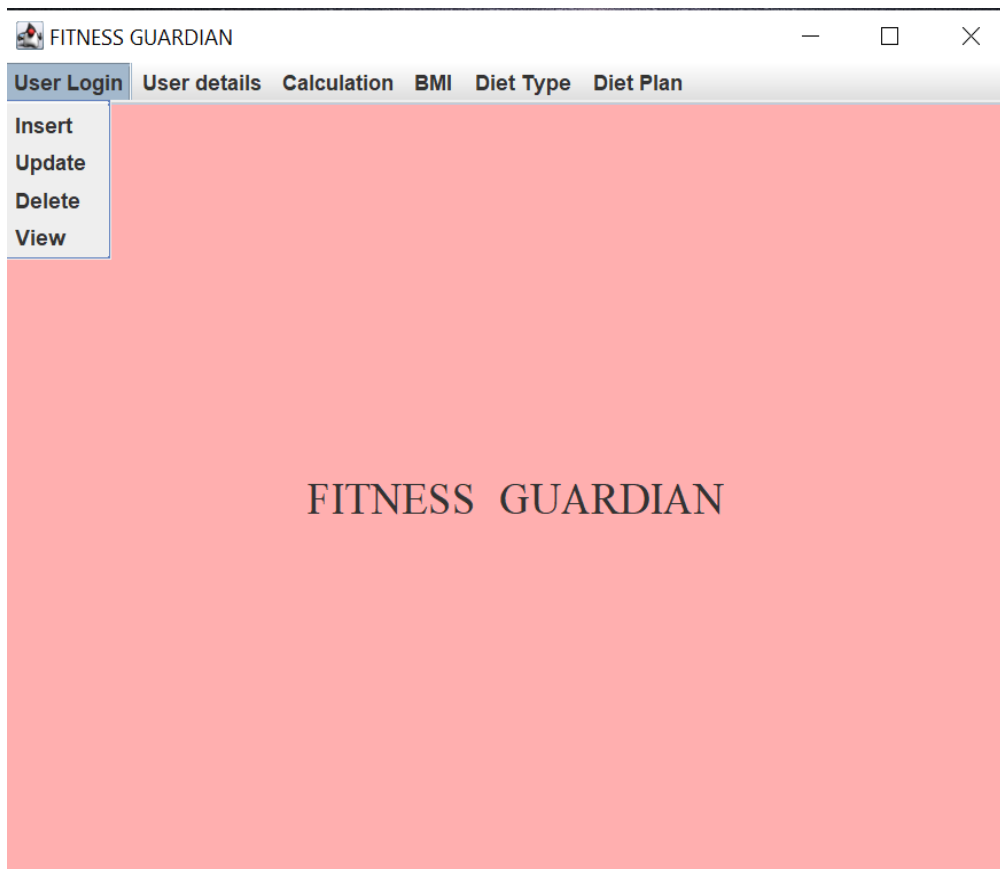 FITNESS GUARDIAN
User Login User details Calculation BMI Diet Type Diet Plan
Insert
Update
Delete
View
FITNESS GUARDIAN